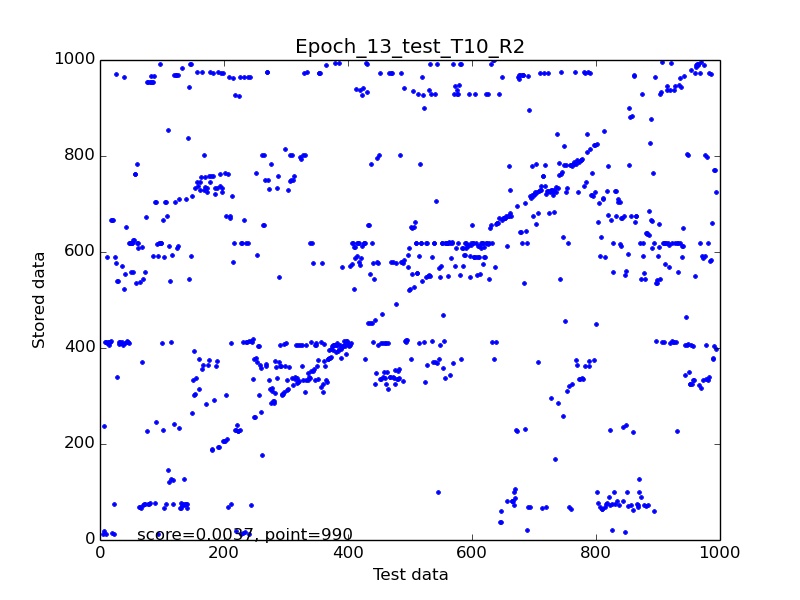 Epoch_13_test_T10_R2
1000
800
600
400
200
0
Stored data
score=0.0037, point=990
0 200 400 600 800 1000
Test data